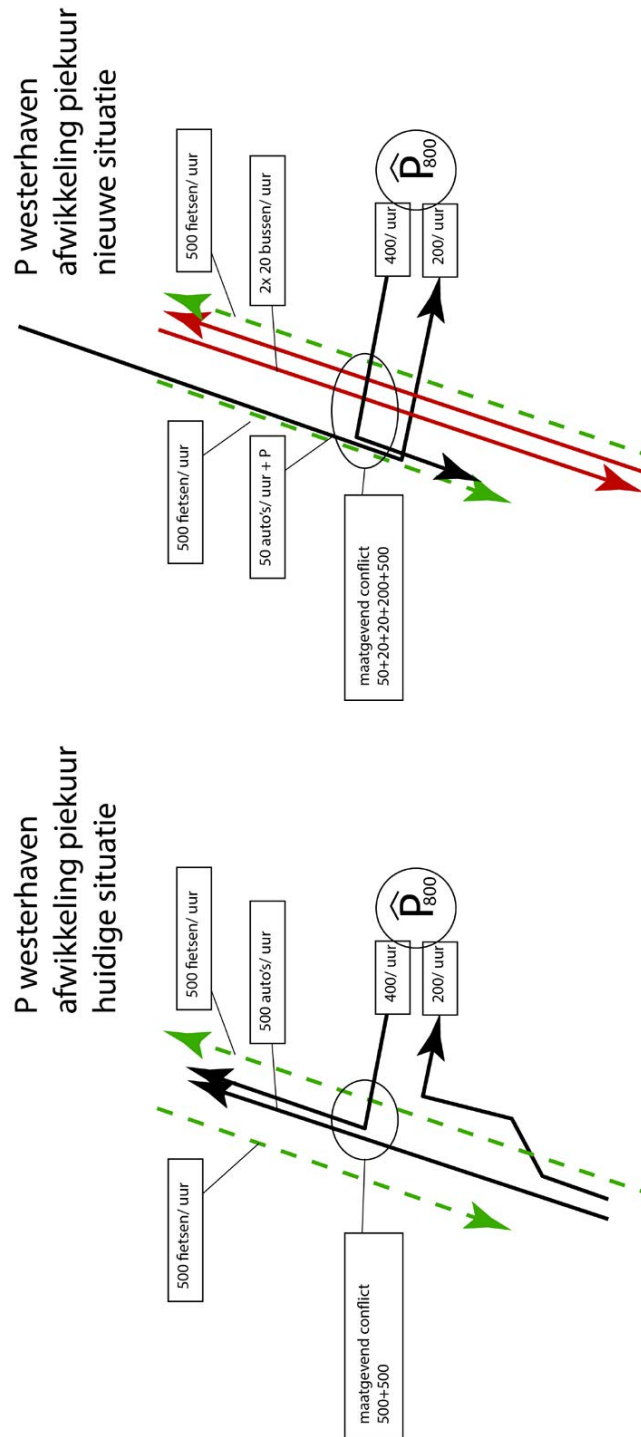 P westerhaven
afwikkeling piekuur
nieuwe situatie
500 fietsen/ uur
2x 20 bussen/ uur
500 fietsen/ uur
50 auto's/ uur + P
400/ uur
200/ uur
P 800
maatgevend conflict
50+20+20+200+500
P westerhaven
afwikkeling piekuur
huidige situatie
500 fietsen/ uur
500 auto's/ uur
500 fietsen/ uur
400/ uur
200/ uur
P 800
maatgevend conflict
500+500